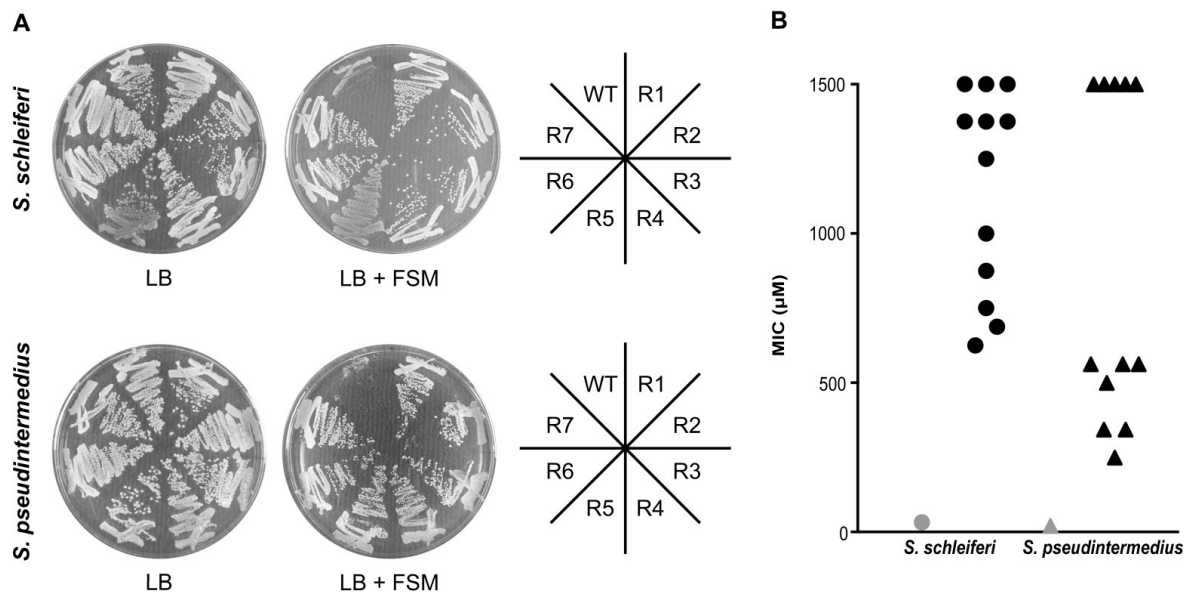 A
S. schleiferi
WT R1
R7 R2
R6 R3
R5 R4
LB
LB + FSM
S. pseudintermedius
WT R1
R7 R2
R6 R3
R5 R4
LB
LB + FSM
B
MIC (µM)
1500
1000
500
0
S. schleiferi
S. pseudintermedius